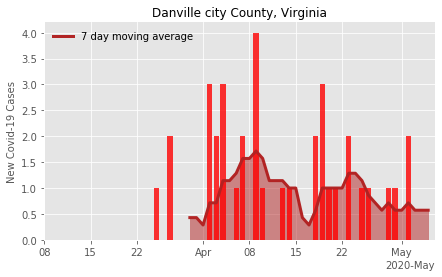 Danville city County, Virginia
7 day moving average
New Covid-19 Cases
4.0
3.5
3.0
2.5
2.0
1.5
1.0
0.5
0.0
08 15 22 Apr 08 15 22 May
2020-May